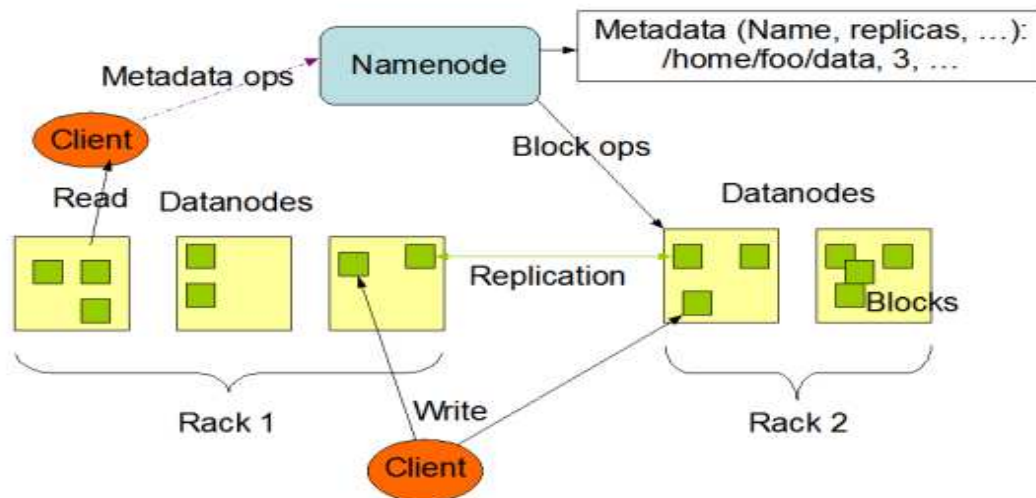 Metadata (Name, replicas, …):
/home/foo/data, 3, …
Namenode
Metadata ops
Client
Block ops
Read
Datanodes
Datanodes
Replication
Blocks
Rack 1
Write
Rack 2
Client